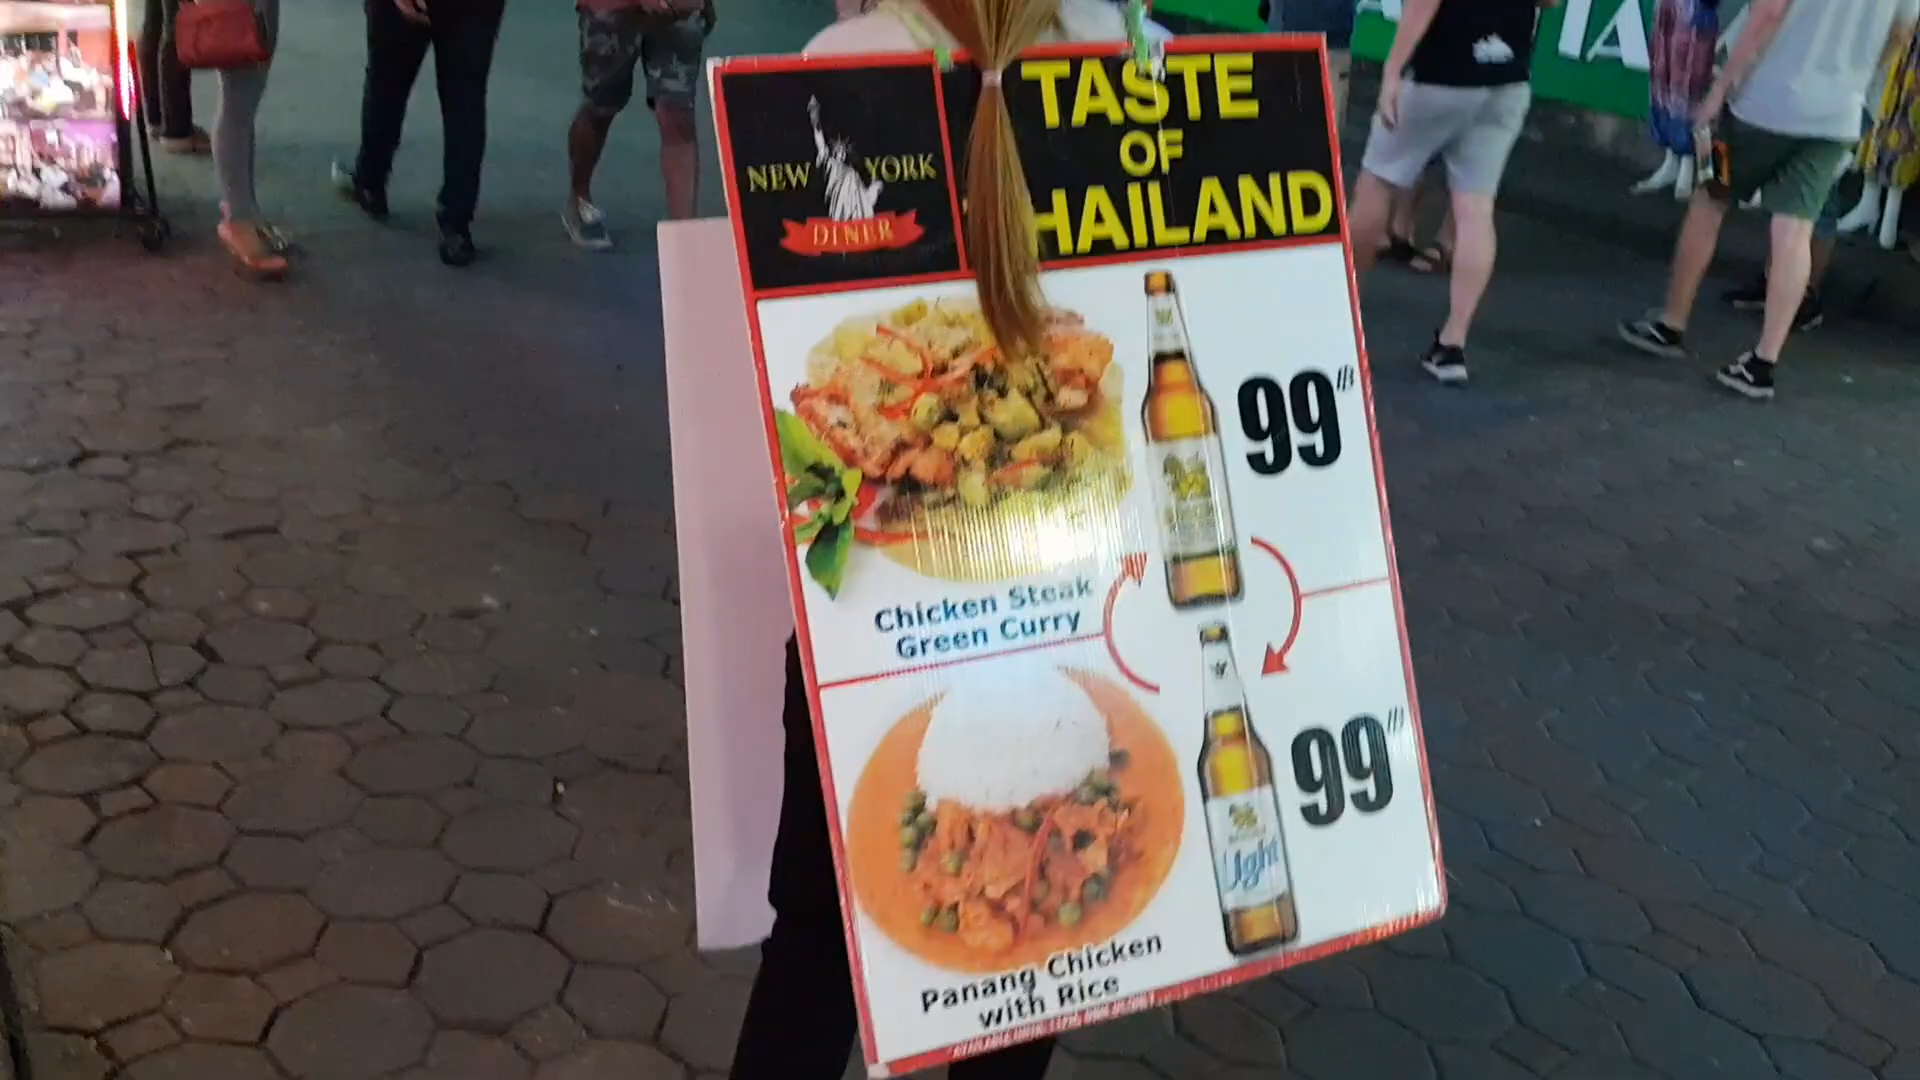 NEW YORK
DINER
TASTE
OF
HAILAND
99฿
Chicken Steak
Green Curry
99฿
Light
Panang Chicken
with Rice